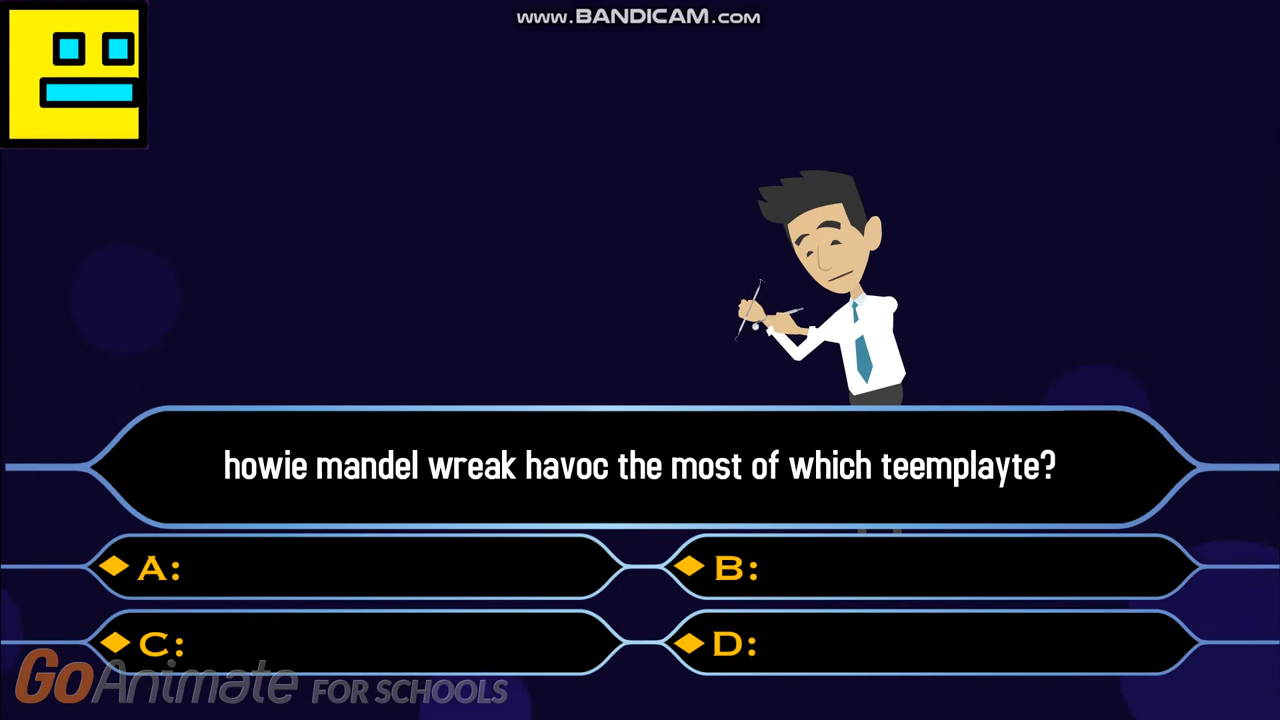 www.BANDICAM.com
howie mandel wreak havoc the most of which teemplayte?
A: B:
C: D:
GoAnimate FOR SCHOOLS